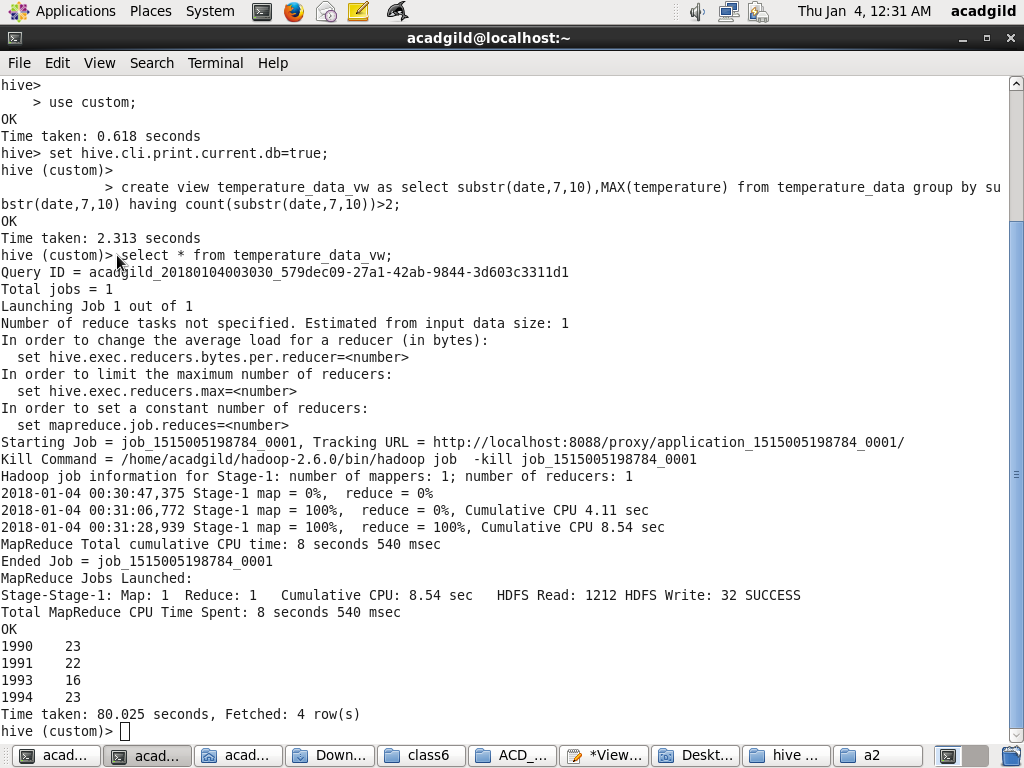 Applications Places System
Thu Jan 4, 12:31 AM acadgild
acadgild@localhost:~
File Edit View Search Terminal Help
hive>
    > use custom;
OK
Time taken: 0.618 seconds
hive> set hive.cli.print.current.db=true;
hive (custom)>
             > create view temperature_data_vw as select substr(date,7,10),MAX(temperature) from temperature_data group by su
bstr(date,7,10) having count(substr(date,7,10))>2;
OK
Time taken: 2.313 seconds
hive (custom)> select * from temperature_data_vw;
Query ID = acadgild_20180104003030_579dec09-27a1-42ab-9844-3d603c3311d1
Total jobs = 1
Launching Job 1 out of 1
Number of reduce tasks not specified. Estimated from input data size: 1
In order to change the average load for a reducer (in bytes):
  set hive.exec.reducers.bytes.per.reducer=<number>
In order to limit the maximum number of reducers:
  set hive.exec.reducers.max=<number>
In order to set a constant number of reducers:
  set mapreduce.job.reduces=<number>
Starting Job = job_1515005198784_0001, Tracking URL = http://localhost:8088/proxy/application_1515005198784_0001/
Kill Command = /home/acadgild/hadoop-2.6.0/bin/hadoop job  -kill job_1515005198784_0001
Hadoop job information for Stage-1: number of mappers: 1; number of reducers: 1
2018-01-04 00:30:47,375 Stage-1 map = 0%,  reduce = 0%
2018-01-04 00:31:06,772 Stage-1 map = 100%,  reduce = 0%, Cumulative CPU 4.11 sec
2018-01-04 00:31:28,939 Stage-1 map = 100%,  reduce = 100%, Cumulative CPU 8.54 sec
MapReduce Total cumulative CPU time: 8 seconds 540 msec
Ended Job = job_1515005198784_0001
MapReduce Jobs Launched:
Stage-Stage-1: Map: 1  Reduce: 1   Cumulative CPU: 8.54 sec   HDFS Read: 1212 HDFS Write: 32 SUCCESS
Total MapReduce CPU Time Spent: 8 seconds 540 msec
OK
1990    23
1991    22
1993    16
1994    23
Time taken: 80.025 seconds, Fetched: 4 row(s)
hive (custom)>
acad... acad... acad... Down... class6 ACD_... *View... Deskt... hive ... a2